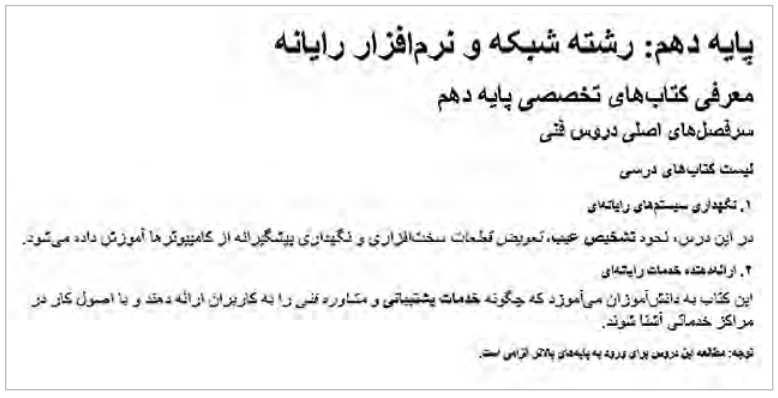 پایه دهم: رشته شبکه و نرم‌افزار رایانه
معرفی کتاب‌های تخصصی پایه دهم
سرفصل‌های اصلی دروس فنی
لیست کتاب‌های درسی
۱. نگهداری سیستم‌های رایانه‌ای
در این درس، نحوه تشخیص عیب، تعویض قطعات سخت‌افزاری و نگهداری پیشگیرانه از کامپیوترها آموزش داده می‌شود.
۲. ارائه‌دهنده خدمات رایانه‌ای
این کتاب به دانش‌آموزان می‌آموزد که چگونه خدمات پشتیبانی و مشاوره فنی را به کاربران ارائه دهند و با اصول کار در
مراکز خدماتی آشنا شوند.
توجه: مطالعه این دروس برای ورود به پایه‌های بالاتر الزامی است.